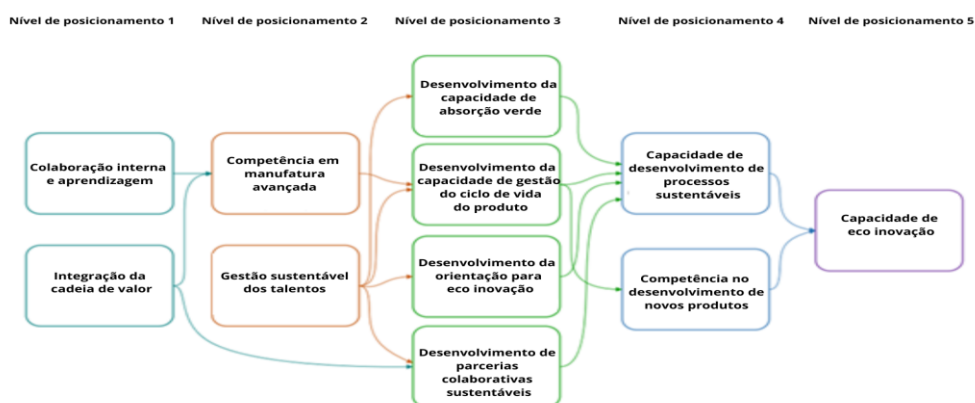 Nível de posicionamento 1
Nível de posicionamento 2
Nível de posicionamento 3
Nível de posicionamento 4
Nível de posicionamento 5
Colaboração interna
e aprendizagem
Integração da
cadeia de valor
Competência em
manufatura
avançada
Gestão sustentável
dos talentos
Desenvolvimento da
capacidade de
absorção verde
Desenvolvimento da
capacidade de gestão
do ciclo de vida
do produto
Desenvolvimento da
orientação para
eco inovação
Desenvolvimento de
parcerias
colaborativas
sustentáveis
Capacidade de
desenvolvimento de
processos
sustentáveis
Competência no
desenvolvimento de
novos produtos
Capacidade de
eco inovação